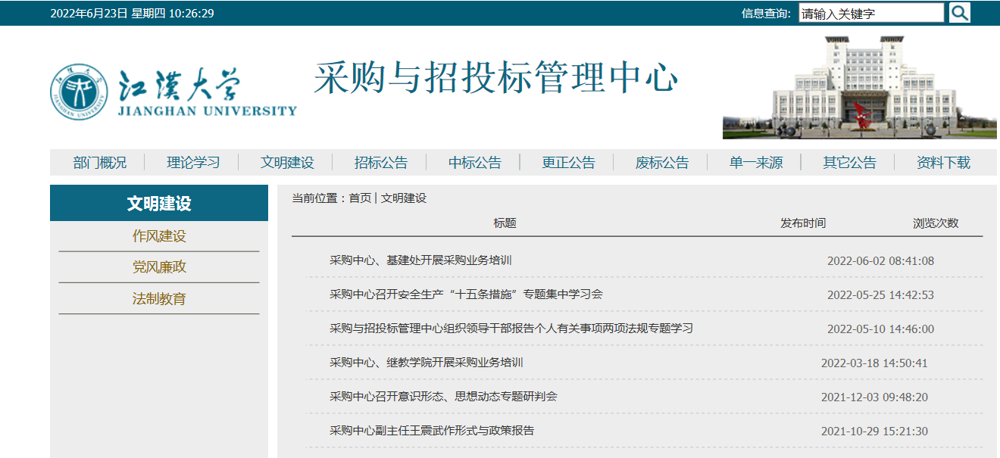 2022年6月23日 星期四 10:26:29
信息查询: 请输入关键字
江漢大学
JIANGHAN UNIVERSITY
采购与招投标管理中心
部门概况 理论学习 文明建设 招标公告 中标公告 更正公告 废标公告 单一来源 其它公告 资料下载
文明建设
作风建设
党风廉政
法制教育
当前位置：首页 | 文明建设
标题 发布时间 浏览次数
采购中心、基建处开展采购业务培训 2022-06-02 08:41:08
采购中心召开安全生产“十五条措施”专题集中学习会 2022-05-25 14:42:53
采购与招投标管理中心组织领导干部报告个人有关事项两项法规专题学习 2022-05-10 14:46:00
采购中心、继教学院开展采购业务培训 2022-03-18 14:50:41
采购中心召开意识形态、思想动态专题研判会 2021-12-03 09:48:20
采购中心副主任王震武作形式与政策报告 2021-10-29 15:21:30